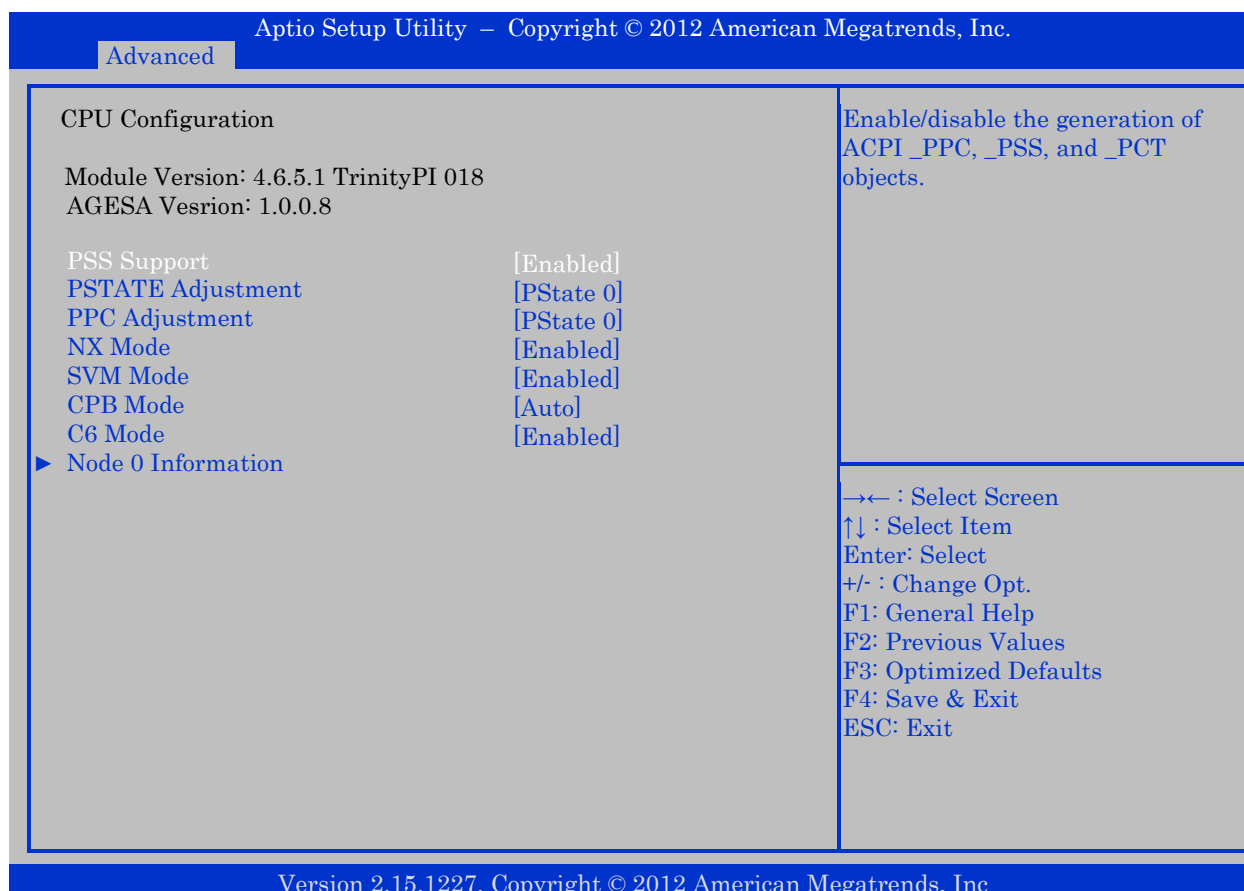 Aptio Setup Utility – Copyright © 2012 American Megatrends, Inc.
Advanced
CPU Configuration
Module Version: 4.6.5.1 TrinityPI 018
AGESA Vesrion: 1.0.0.8
PSS Support [Enabled]
PSTATE Adjustment [PState 0]
PPC Adjustment [PState 0]
NX Mode [Enabled]
SVM Mode [Enabled]
CPB Mode [Auto]
C6 Mode [Enabled]
► Node 0 Information
Enable/disable the generation of
ACPI _PPC, _PSS, and _PCT
objects.
→← : Select Screen
↑↓ : Select Item
Enter: Select
+/- : Change Opt.
F1: General Help
F2: Previous Values
F3: Optimized Defaults
F4: Save & Exit
ESC: Exit
Version 2.15.1227. Copyright © 2012 American Megatrends, Inc